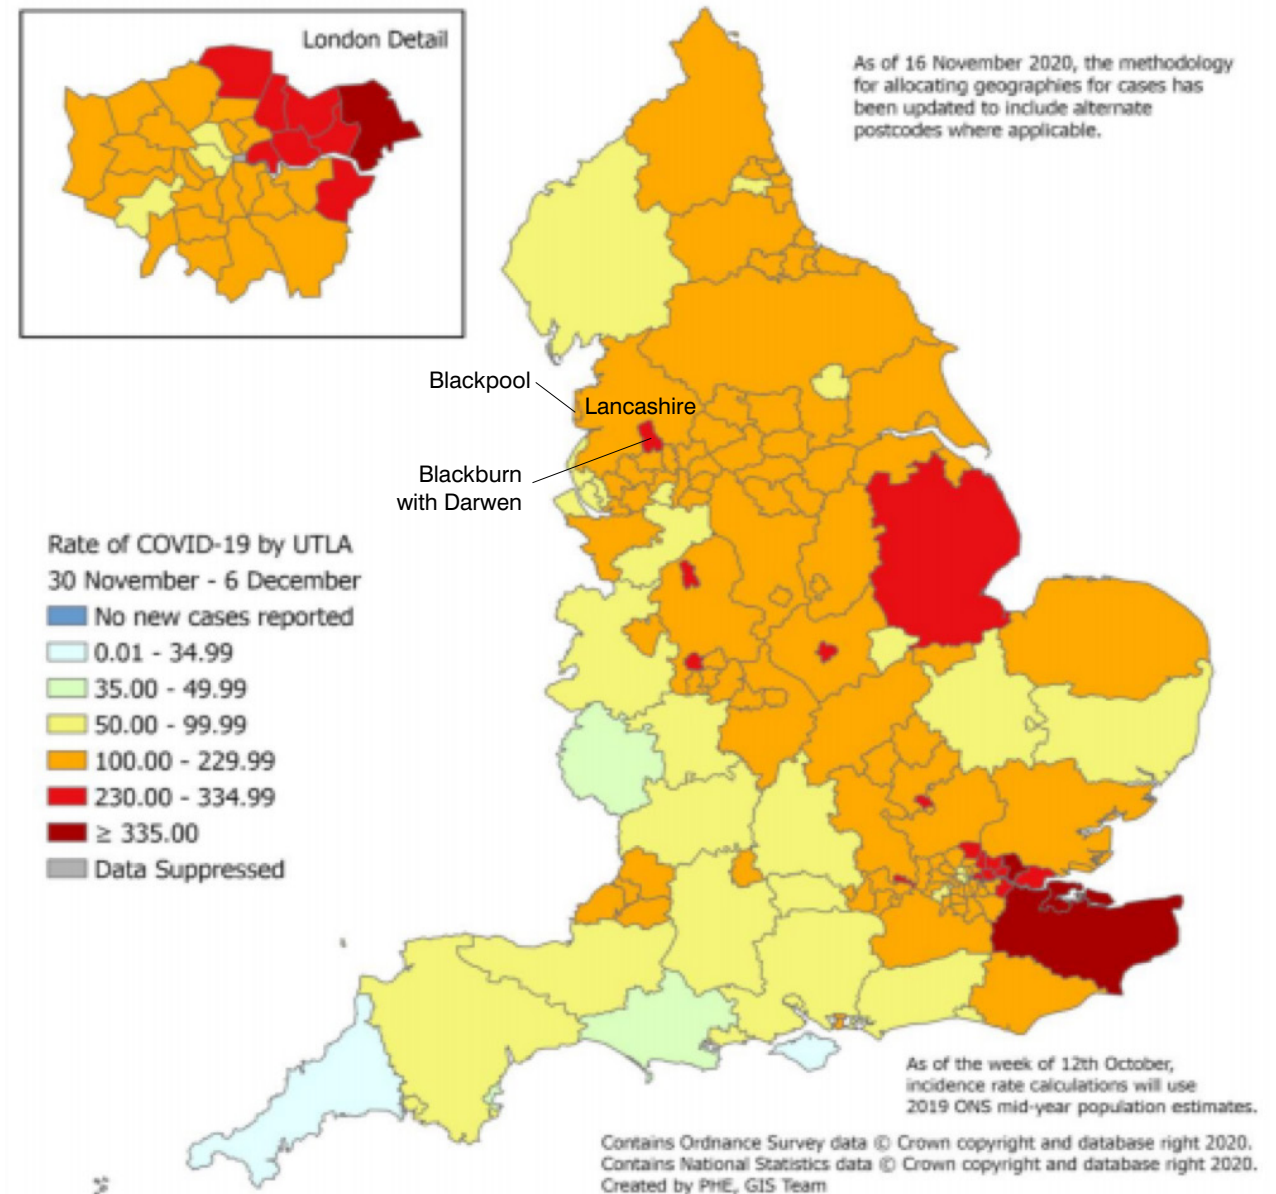 London Detail
As of 16 November 2020, the methodology
for allocating geographies for cases has
been updated to include alternate
postcodes where applicable.
Blackpool
Lancashire
Blackburn
with Darwen
Rate of COVID-19 by UTLA
30 November - 6 December
No new cases reported
0.01 - 34.99
35.00 - 49.99
50.00 - 99.99
100.00 - 229.99
230.00 - 334.99
≥ 335.00
Data Suppressed
As of the week of 12th October,
incidence rate calculations will use
2019 ONS mid-year population estimates.
Contains Ordnance Survey data © Crown copyright and database right 2020.
Contains National Statistics data © Crown copyright and database right 2020.
Created by PHE, GIS Team